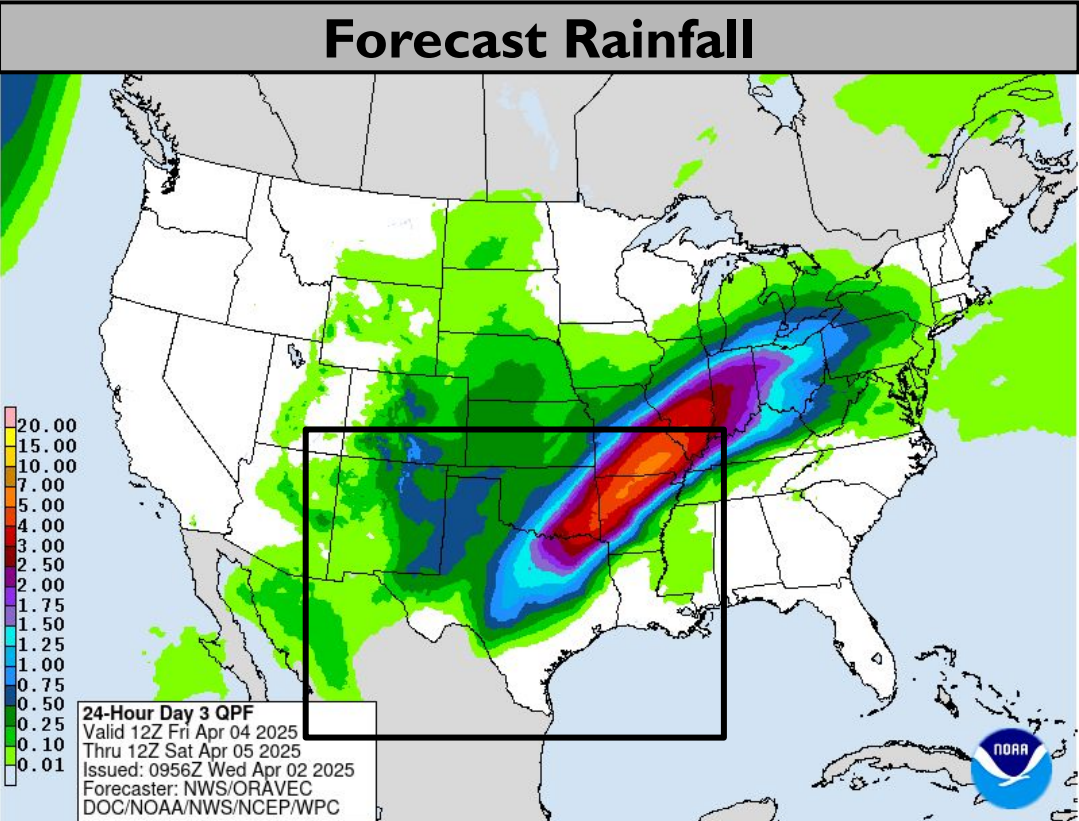 Forecast Rainfall
20.00
15.00
10.00
7.00
5.00
4.00
3.00
2.50
2.00
1.75
1.50
1.25
1.00
0.75
0.50
0.25
0.10
0.01
24-Hour Day 3 QPF
Valid 12Z Fri Apr 04 2025
Thru 12Z Sat Apr 05 2025
Issued: 0956Z Wed Apr 02 2025
Forecaster: NWS/ORAVEC
DOC/NOAA/NWS/NCEP/WPC
NOAA